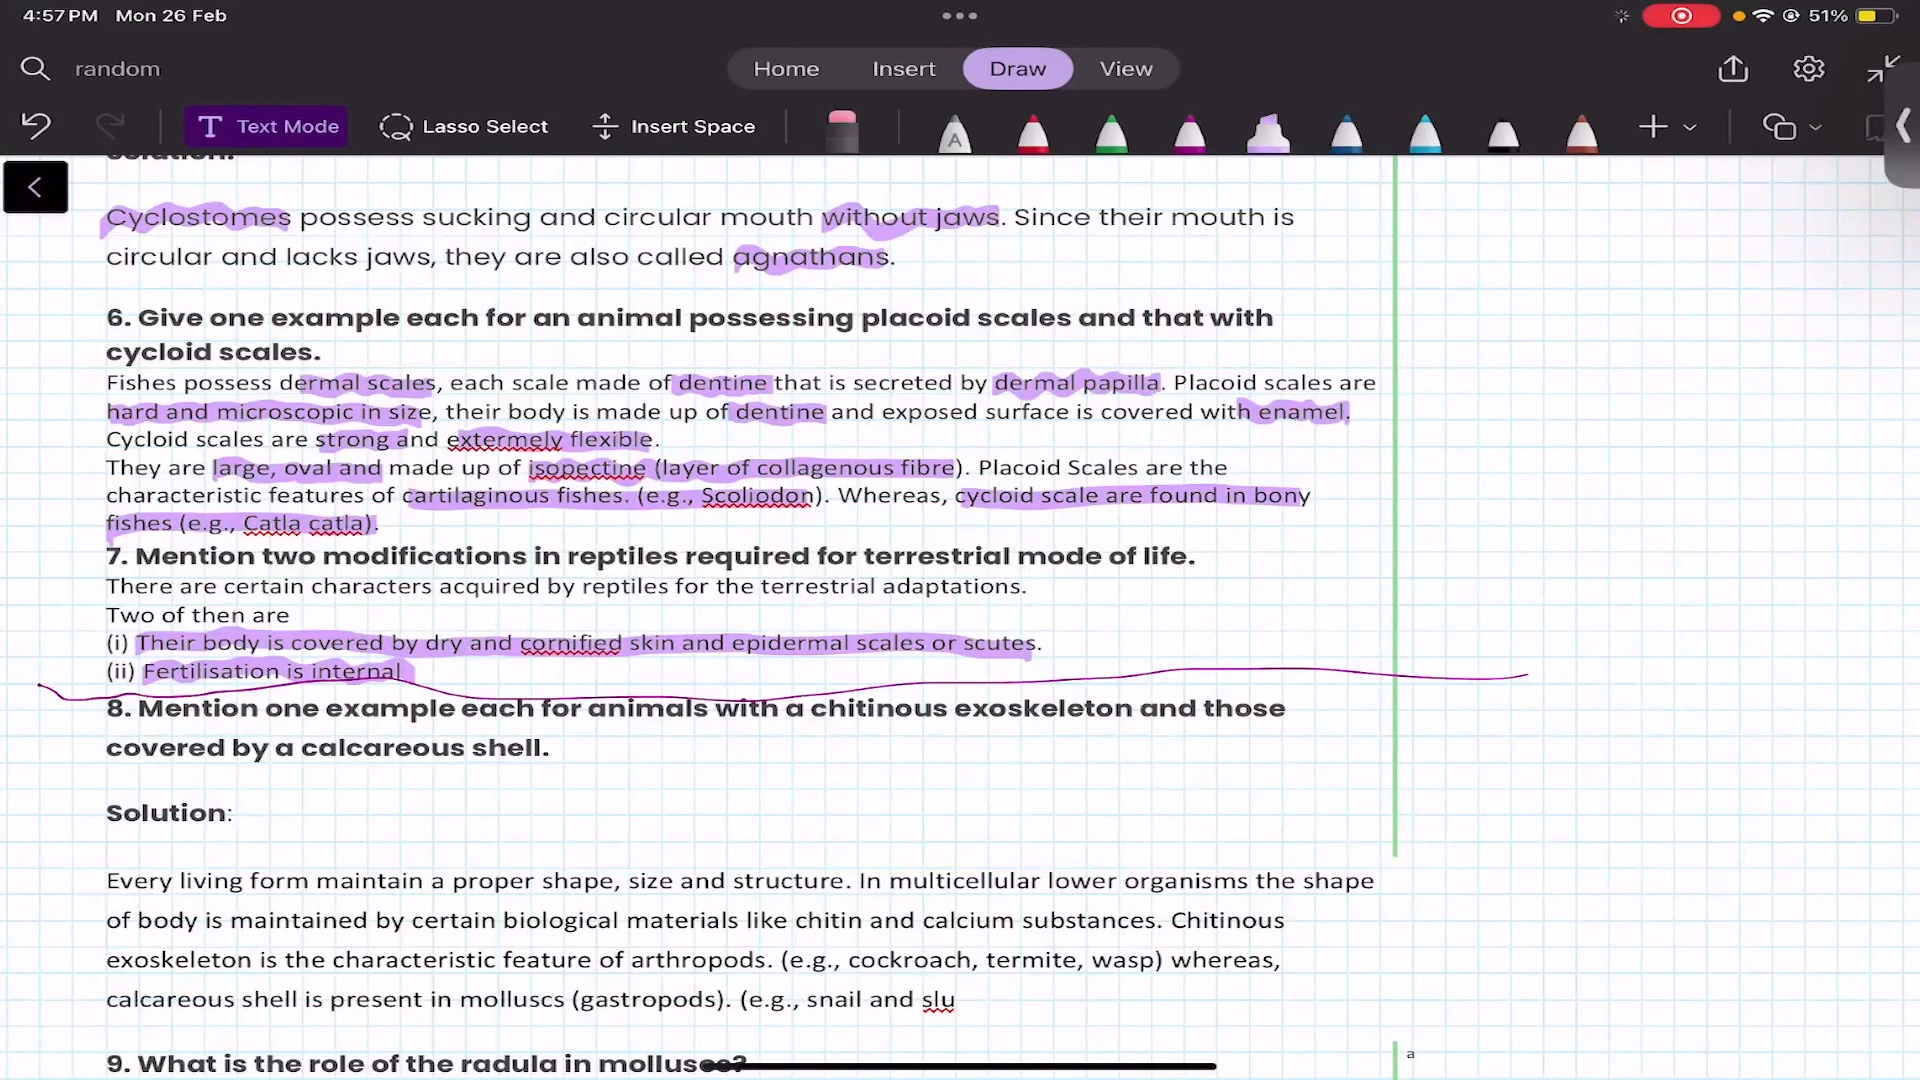 4:57 PM Mon 26 Feb
51%
random
Home Insert Draw View
Text Mode Lasso Select Insert Space
A
Solution:
Cyclostomes possess sucking and circular mouth without jaws. Since their mouth is
circular and lacks jaws, they are also called agnathans.
6. Give one example each for an animal possessing placoid scales and that with
cycloid scales.
Fishes possess dermal scales, each scale made of dentine that is secreted by dermal papilla. Placoid scales are
hard and microscopic in size, their body is made up of dentine and exposed surface is covered with enamel.
Cycloid scales are strong and extermely flexible.
They are large, oval and made up of isopectine (layer of collagenous fibre). Placoid Scales are the
characteristic features of cartilaginous fishes. (e.g., Scoliodon). Whereas, cycloid scale are found in bony
fishes (e.g., Catla catla).
7. Mention two modifications in reptiles required for terrestrial mode of life.
There are certain characters acquired by reptiles for the terrestrial adaptations.
Two of then are
(i) Their body is covered by dry and cornified skin and epidermal scales or scutes.
(ii) Fertilisation is internal
8. Mention one example each for animals with a chitinous exoskeleton and those
covered by a calcareous shell.
Solution:
Every living form maintain a proper shape, size and structure. In multicellular lower organisms the shape
of body is maintained by certain biological materials like chitin and calcium substances. Chitinous
exoskeleton is the characteristic feature of arthropods. (e.g., cockroach, termite, wasp) whereas,
calcareous shell is present in molluscs (gastropods). (e.g., snail and slu
9. What is the role of the radula in molluscs?
a